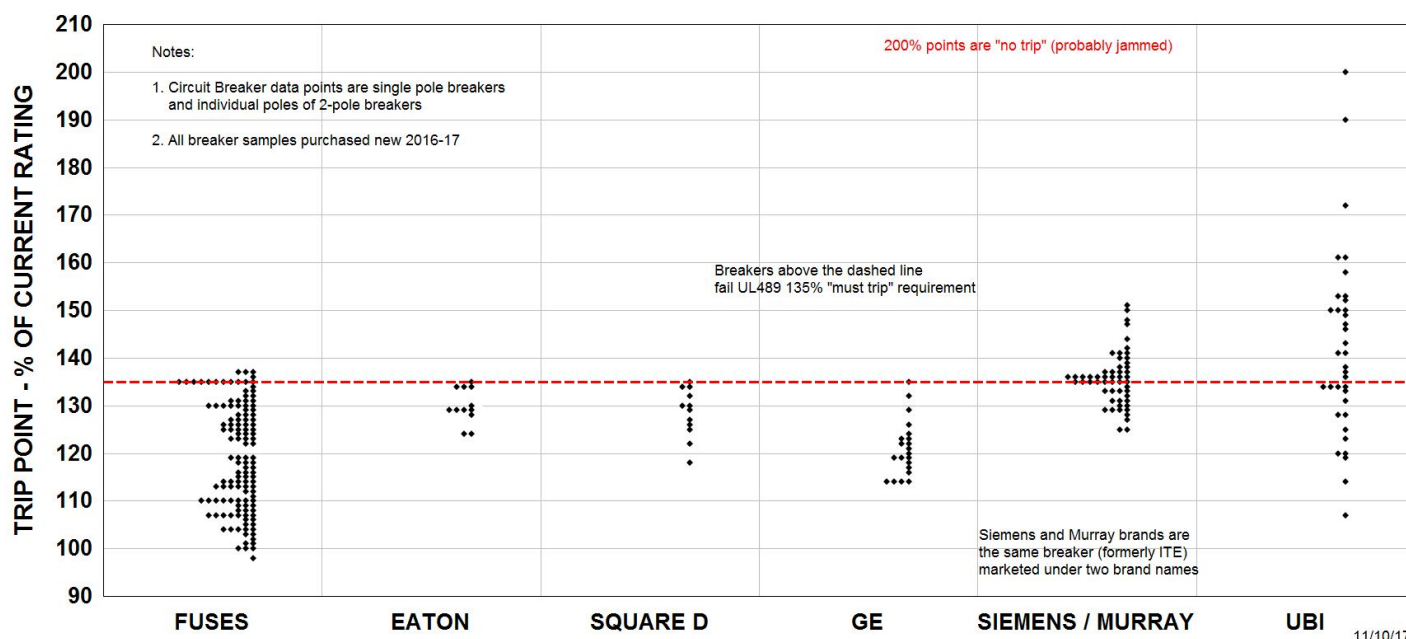 TRIP POINT - % OF CURRENT RATING
210
200
190
180
170
160
150
140
130
120
110
100
90
Notes:
1. Circuit Breaker data points are single pole breakers
and individual poles of 2-pole breakers
2. All breaker samples purchased new 2016-17
200% points are "no trip" (probably jammed)
Breakers above the dashed line
fail UL489 135% "must trip" requirement
Siemens and Murray brands are
the same breaker (formerly ITE)
marketed under two brand names
FUSES
EATON
SQUARE D
GE
SIEMENS / MURRAY
UBI
11/10/17